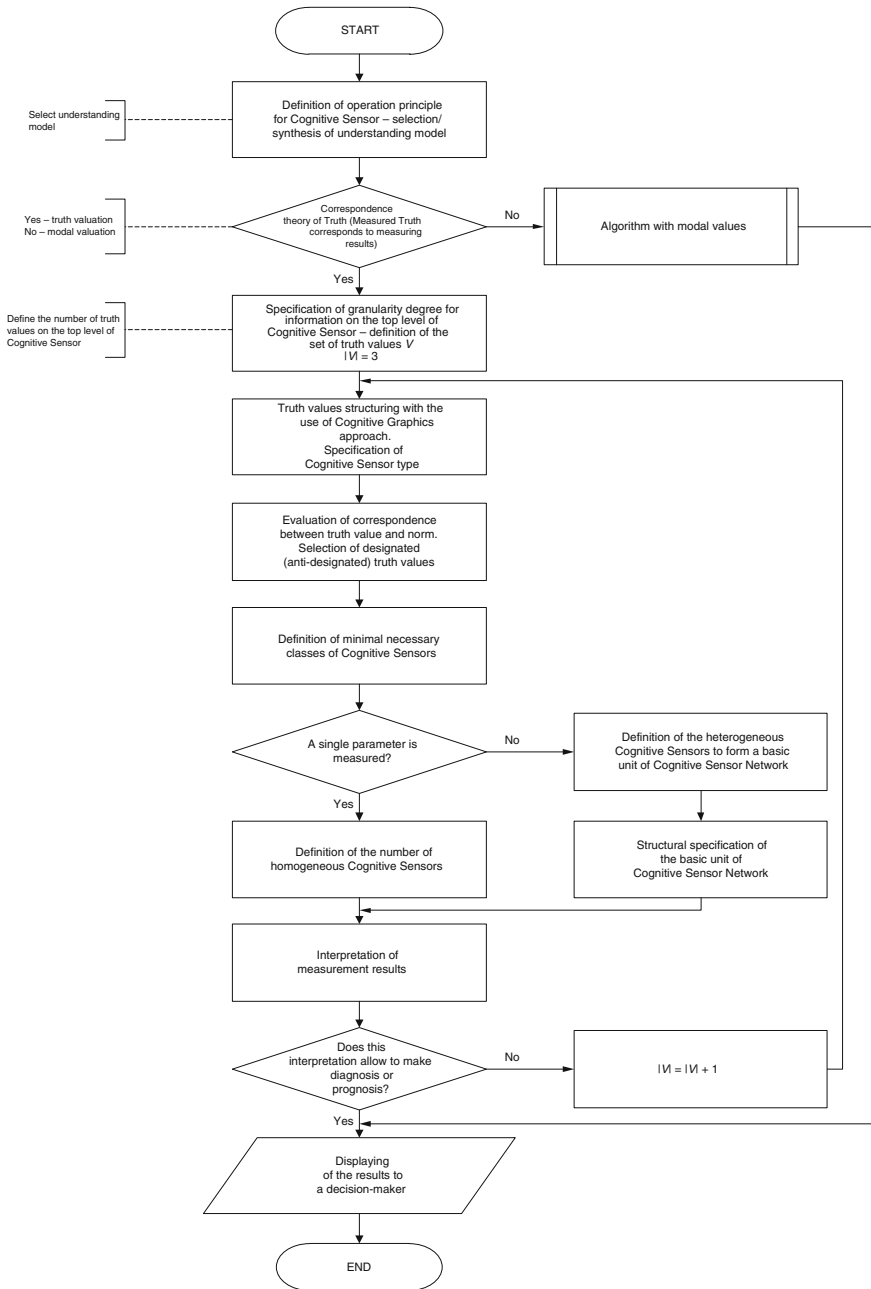 START
Select understanding
model
Definition of operation principle
for Cognitive Sensor – selection/
synthesis of understanding model
Yes – truth valuation
No – modal valuation
Correspondence
theory of Truth (Measured Truth
corresponds to measuring
results)
No
Algorithm with modal values
Yes
Define the number of truth
values on the top level of
Cognitive Sensor
Specification of granularity degree for
information on the top level of
Cognitive Sensor – definition of the
set of truth values V
|V| = 3
Truth values structuring with the
use of Cognitive Graphics
approach.
Specification of
Cognitive Sensor type
Evaluation of correspondence
between truth value and norm.
Selection of designated
(anti-designated) truth values
Definition of minimal necessary
classes of Cognitive Sensors
A single parameter is
measured?
No
Definition of the heterogeneous
Cognitive Sensors to form a basic
unit of Cognitive Sensor Network
Yes
Definition of the number of
homogeneous Cognitive Sensors
Structural specification of
the basic unit of
Cognitive Sensor Network
Interpretation of
measurement results
Does this
interpretation allow to make
diagnosis or
prognosis?
No
|V| = |V| + 1
Yes
Displaying
of the results to
a decision-maker
END